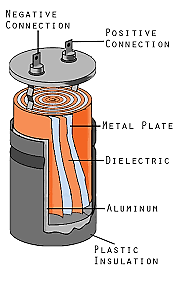 Negative
Connection
Positive
Connection
Metal Plate
Dielectric
Aluminum
Plastic
Insulation